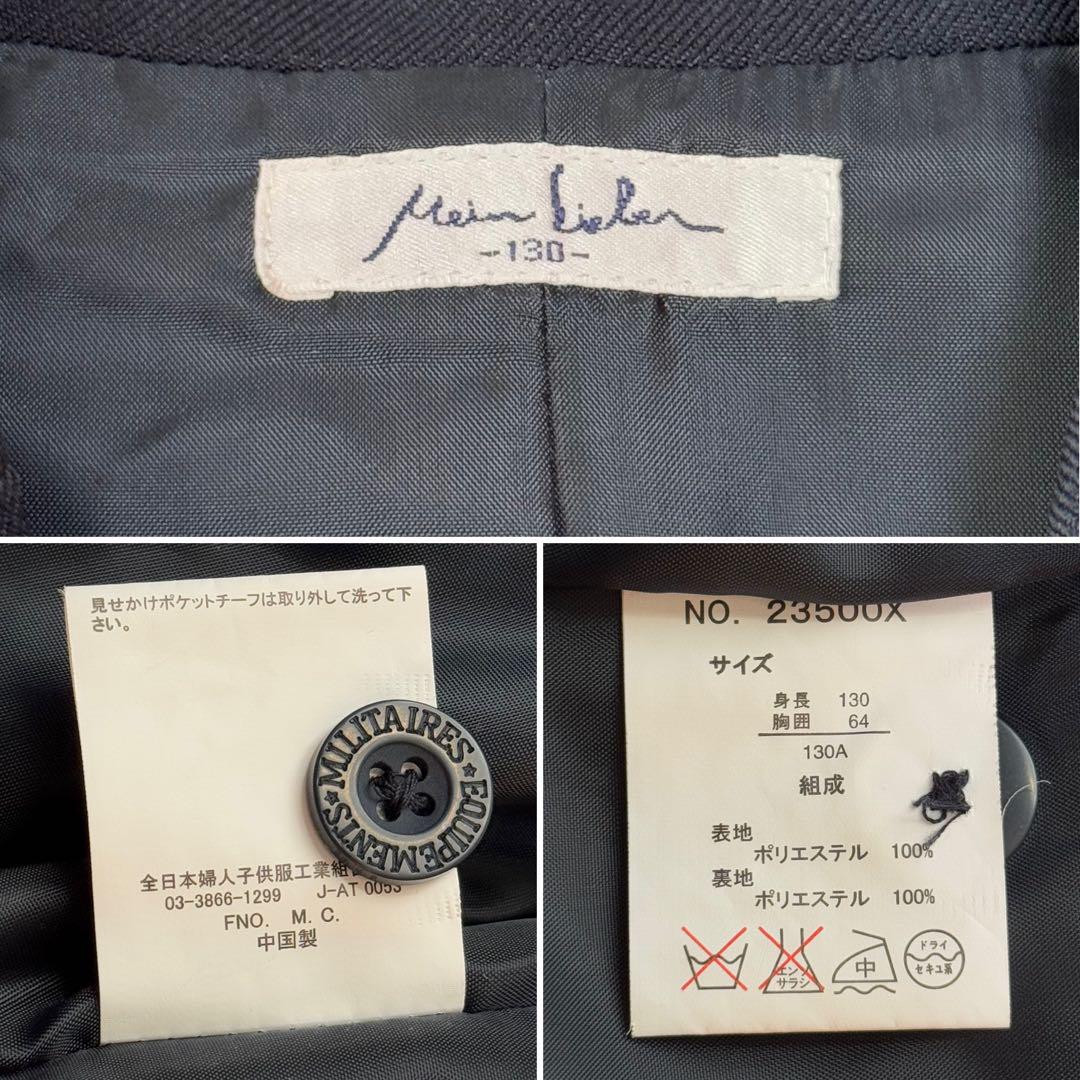 Mein Lieber
-130-
見せかけポケットチーフは取り外して洗って下
さい。
★MILITAIRES★EQUIPEMENTS
全日本婦人子供服工業組
03-3866-1299 J-AT 0053
FNO. M. C.
中国製
NO. 23500X
サイズ
身長 130
胸囲 64
130A
組成
表地
ポリエステル 100%
裏地
ポリエステル 100%
エンソ
サラシ
中
ドライ
セキユ系